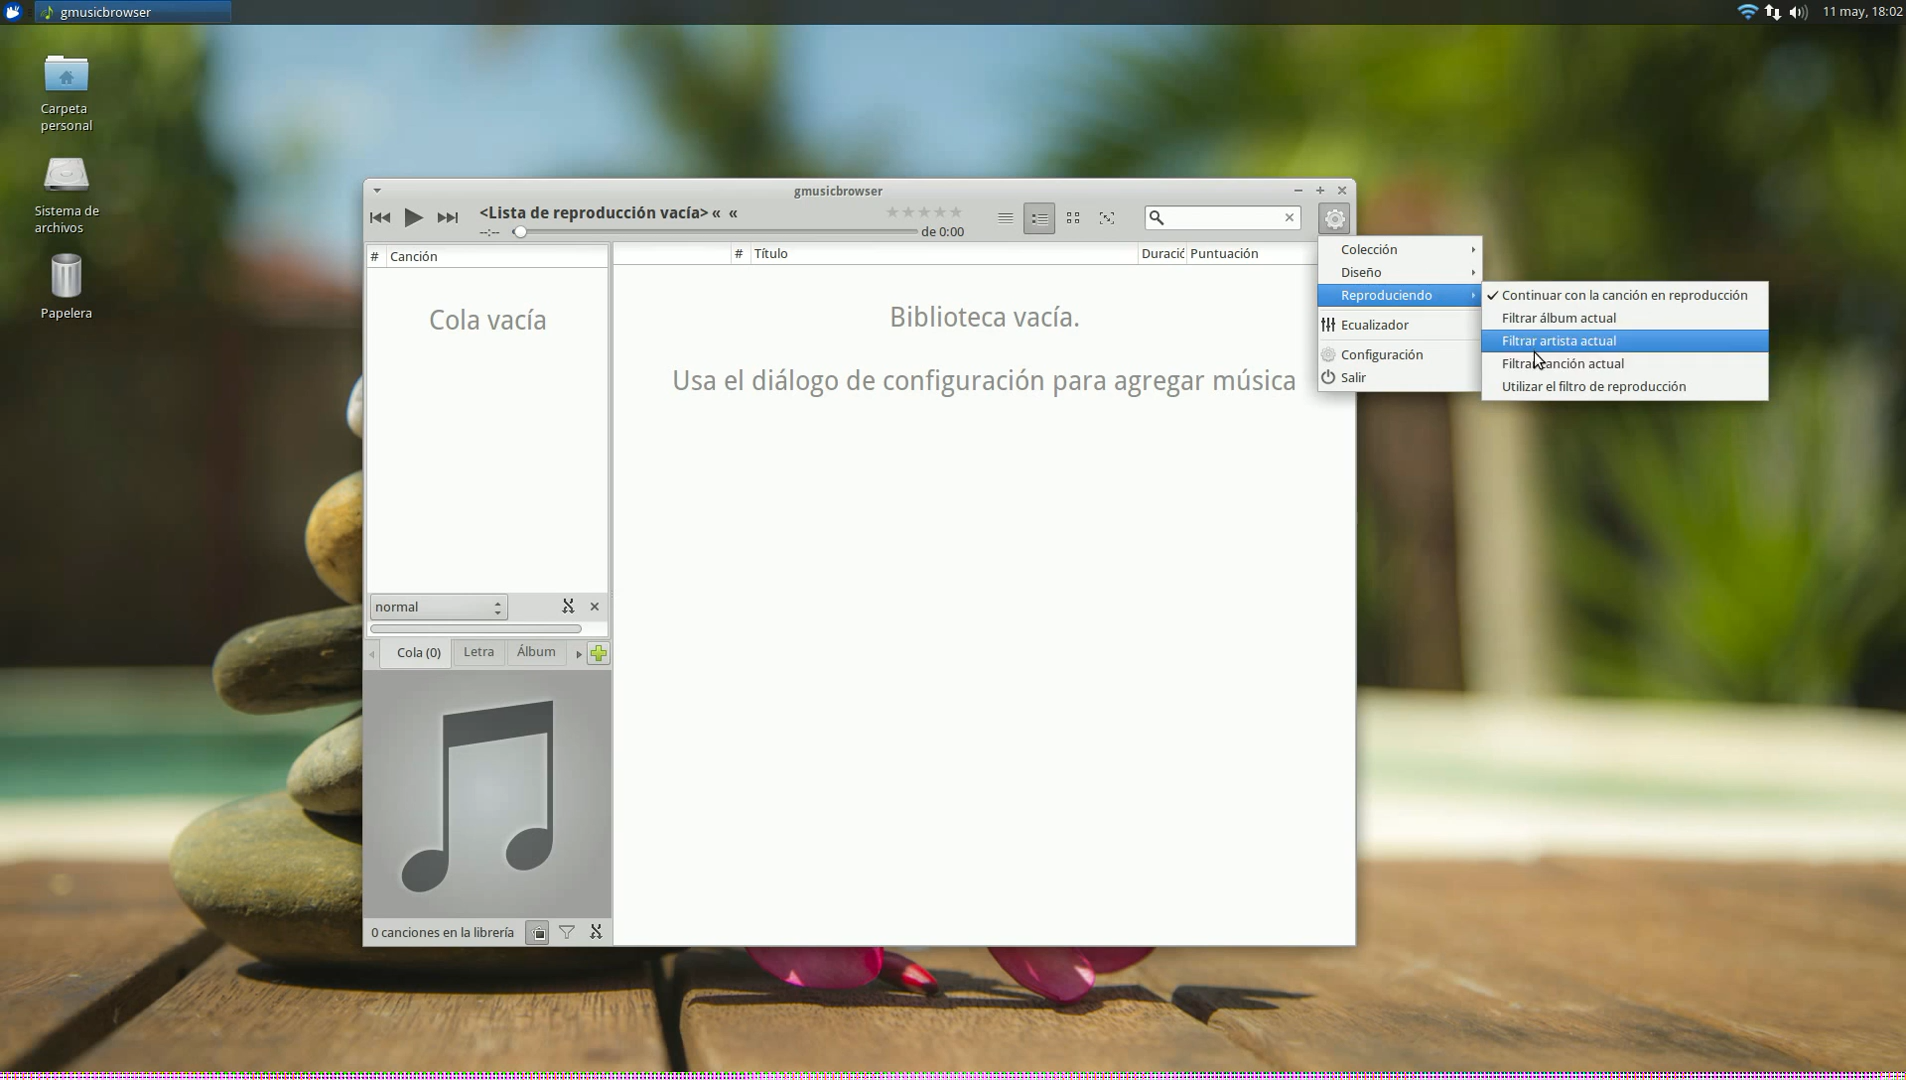 gmusicbrowser
11 may, 18:02
Carpeta
personal
Sistema de
archivos
Papelera
gmusicbrowser
<Lista de reproducción vacía> « «
--:--
de 0:00
# Canción
Cola vacía
# Título Duració Puntuación
Biblioteca vacía.
Usa el diálogo de configuración para agregar música
Colección
Diseño
Reproduciendo
Ecualizador
Configuración
Salir
Continuar con la canción en reproducción
Filtrar álbum actual
Filtrar artista actual
Filtrar canción actual
Utilizar el filtro de reproducción
normal
Cola (0) Letra Álbum
0 canciones en la librería